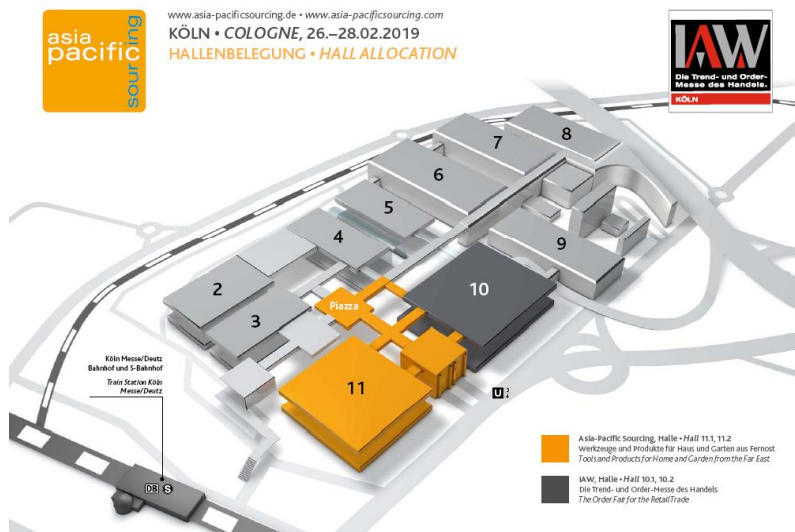 asia
pacific
sourcing
www.asia-pacificsourcing.de • www.asia-pacificsourcing.com
KÖLN • COLOGNE, 26.–28.02.2019
HALLENBELEGUNG • HALL ALLOCATION
IAW
Die Trend- und Order-
Messe des Handels.
KÖLN
8
7
6
5
4
9
10
2
3
Piazza
11
Köln Messe/Deutz
Bahnhof und S-Bahnhof
Train Station Köln
Messe/Deutz
DB S
U
Asia-Pacific Sourcing, Halle • Hall 11.1, 11.2
Werkzeuge und Produkte für Haus und Garten aus Fernost
Tools and Products for Home and Garden from the Far East
IAW, Halle • Hall 10.1, 10.2
Die Trend- und Order-Messe des Handels
The Order Fair for the Retail Trade